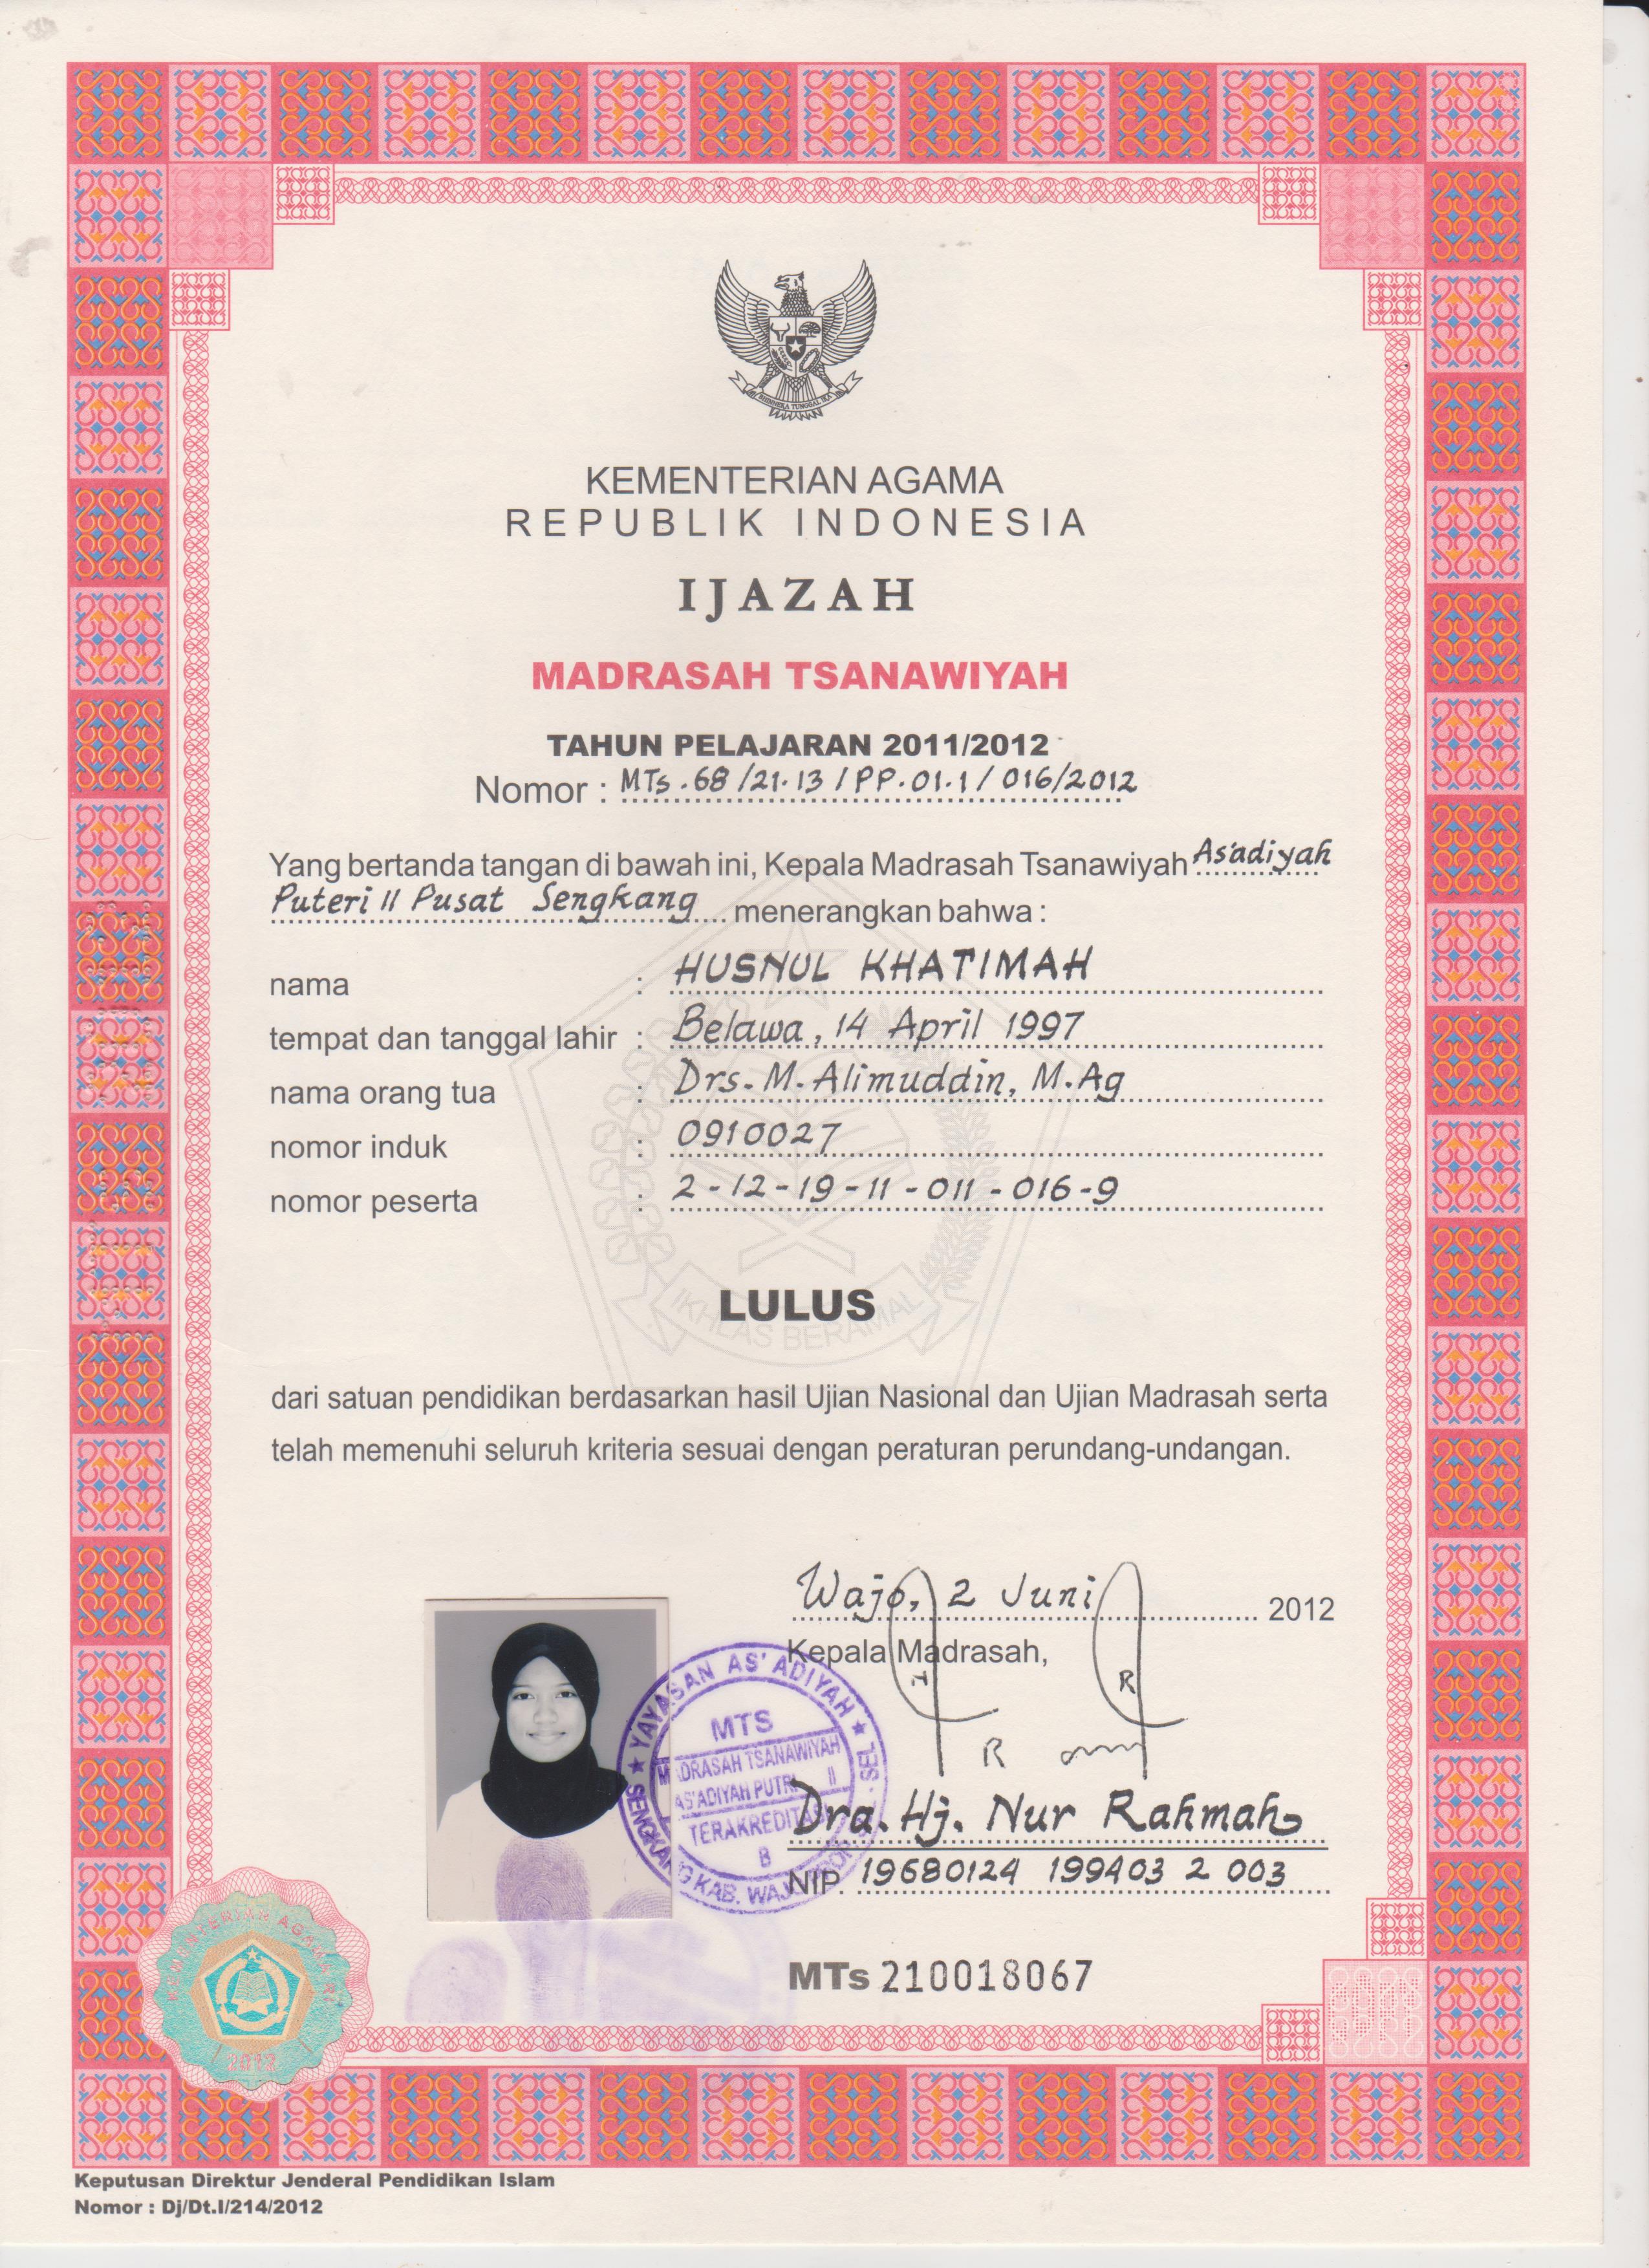 BHINNEKA TUNGGAL IKA
KEMENTERIAN AGAMA
REPUBLIK INDONESIA
IJAZAH
MADRASAH TSANAWIYAH
TAHUN PELAJARAN 2011/2012
Nomor : MTs.68/21.13/PP.01.1/016/2012
Yang bertanda tangan di bawah ini, Kepala Madrasah Tsanawiyah As'adiyah
Puteri II Pusat Sengkang menerangkan bahwa :
nama : HUSNUL KHATIMAH
tempat dan tanggal lahir : Belawa, 14 April 1997
nama orang tua : Drs. M. Alimuddin, M.Ag
nomor induk : 0910027
nomor peserta : 2-12-19-11-011-016-9
LULUS
IKHLAS BERAMAL
dari satuan pendidikan berdasarkan hasil Ujian Nasional dan Ujian Madrasah serta
telah memenuhi seluruh kriteria sesuai dengan peraturan perundang-undangan.
Wajo, 2 Juni 2012
Kepala Madrasah,
YAYASAN AS'ADIYAH
MTS
MADRASAH TSANAWIYAH
AS'ADIYAH PUTRI II
TERAKREDITASI
B
SENGKANG KAB. WAJO
SEL
Dra. Hj. Nur Rahmah
NIP. 19680124 199403 2 003
KEMENTERIAN AGAMA RI
2012
MTs 210018067
Keputusan Direktur Jenderal Pendidikan Islam
Nomor : Dj/Dt.I/214/2012